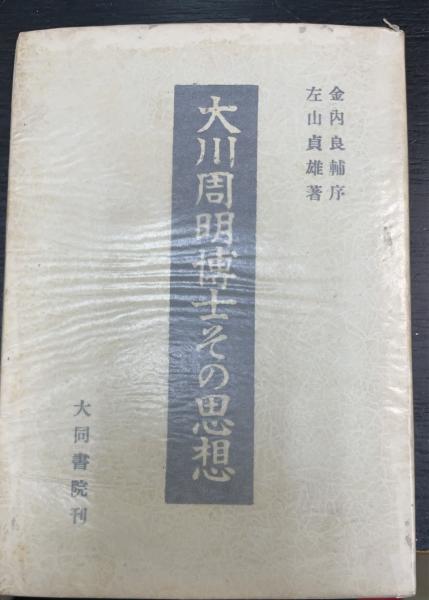 金内良輔序
左山貞雄著
大川周明博士その思想
大同書院刊